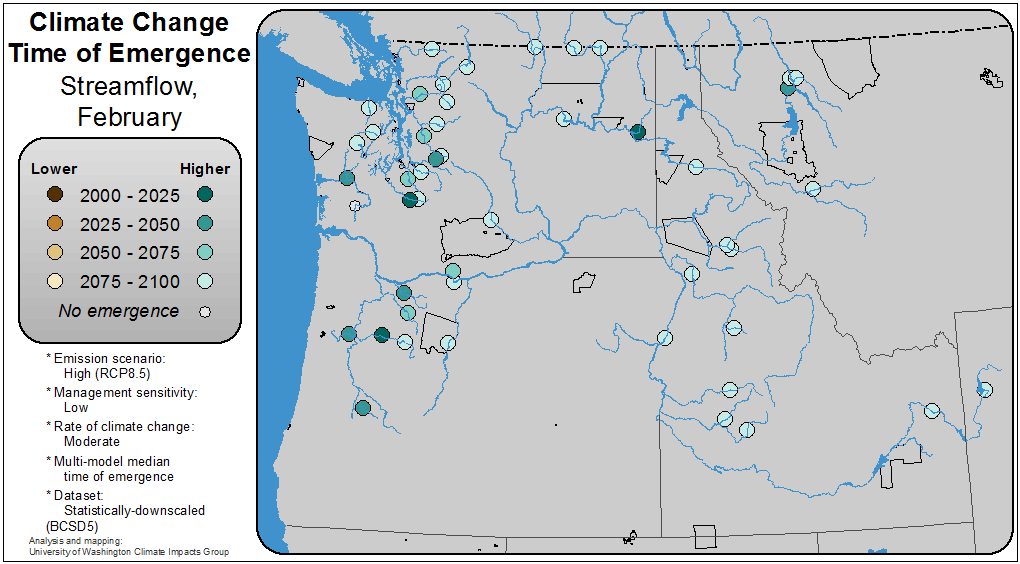 Climate Change
Time of Emergence
Streamflow,
February
Lower Higher
2000 - 2025
2025 - 2050
2050 - 2075
2075 - 2100
No emergence
* Emission scenario:
High (RCP8.5)
* Management sensitivity:
Low
* Rate of climate change:
Moderate
* Multi-model median
time of emergence
* Dataset:
Statistically-downscaled
(BCSD5)
Analysis and mapping:
University of Washington Climate Impacts Group